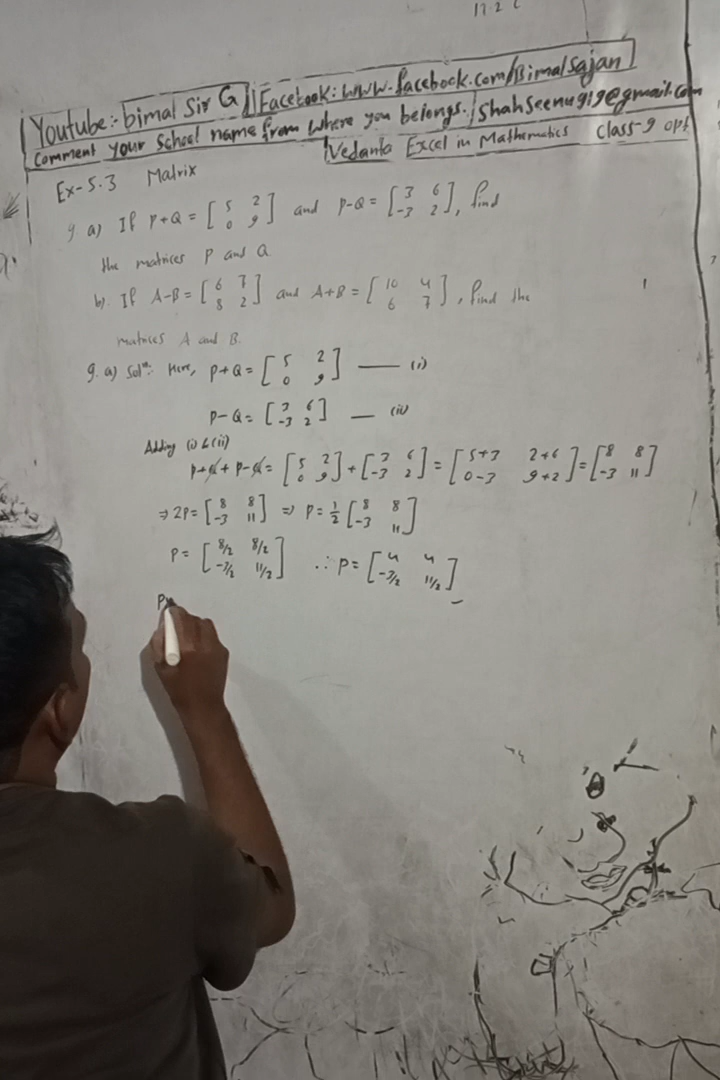 17.2
Youtube:- bimal Sir G || Facebook: www.facebook.com/Bimalsajan
Comment your School name from where you belongs. | Shahseenu919@gmail.com
Vedanta Excel in Mathematics Class-9 opt
Ex-5.3 Matrix
9 a) If P+Q = [5 2; 0 9] and P-Q = [3 6; -3 2], find
the matrices P and Q.
b). If A-B = [6 7; 8 2] and A+B = [10 4; 6 7], find the
matrices A and B.
9. a) Solⁿ: Here, P+Q = [5 2; 0 9] —— (i)
P-Q = [3 6; -3 2] — (ii)
Adding (i) & (ii)
P+Q+P-Q = [5 2; 0 9] + [3 6; -3 2] = [5+3 2+6; 0-3 9+2] = [8 8; -3 11]
⇒ 2P = [8 8; -3 11] ⇒ P = 1/2 [8 8; -3 11]
P = [8/2 8/2; -3/2 11/2] ∴ P = [4 4; -3/2 11/2]
P